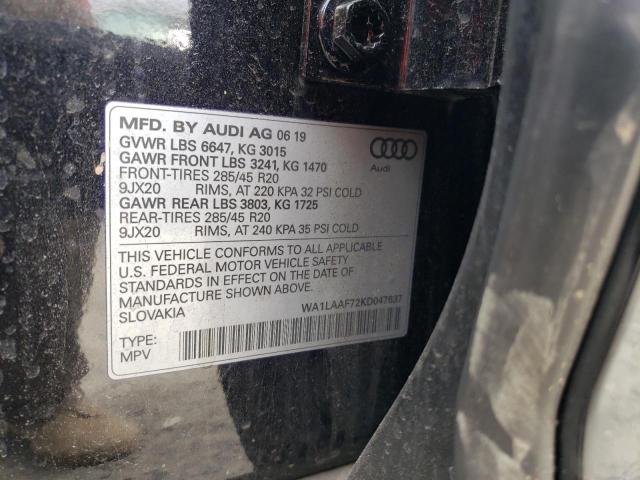 MFD. BY AUDI AG 06 19
GVWR LBS 6647, KG 3015
GAWR FRONT LBS 3241, KG 1470
FRONT-TIRES 285/45 R20
9JX20 RIMS, AT 220 KPA 32 PSI COLD
GAWR REAR LBS 3803, KG 1725
REAR-TIRES 285/45 R20
9JX20 RIMS, AT 240 KPA 35 PSI COLD
Audi
THIS VEHICLE CONFORMS TO ALL APPLICABLE
U.S. FEDERAL MOTOR VEHICLE SAFETY
STANDARDS IN EFFECT ON THE DATE OF
MANUFACTURE SHOWN ABOVE.
SLOVAKIA
WA1LAAF72KD047637
TYPE:
MPV